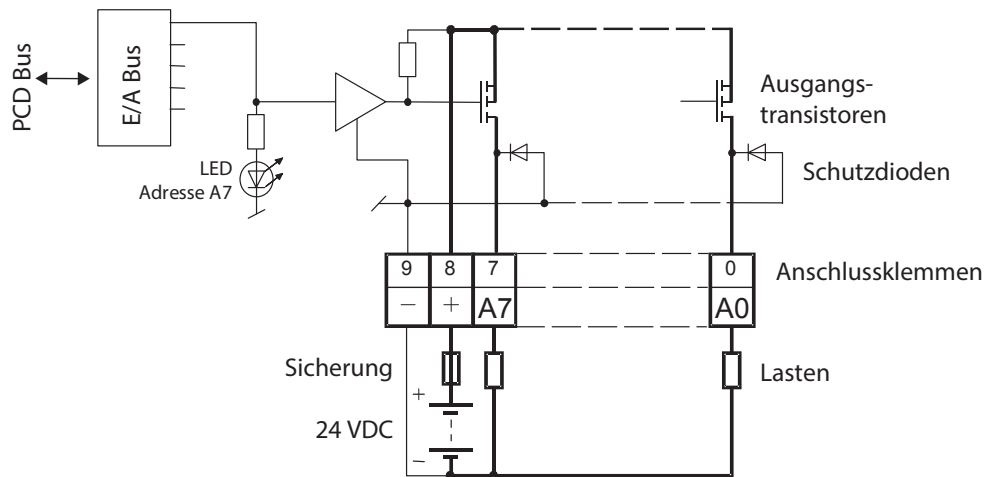 PCD Bus
E/A Bus
LED
Adresse A7
Ausgangs-
transistoren
Schutzdioden
9 8 7 0
Anschlussklemmen
− + A7 A0
Sicherung
Lasten
+
24 VDC
−